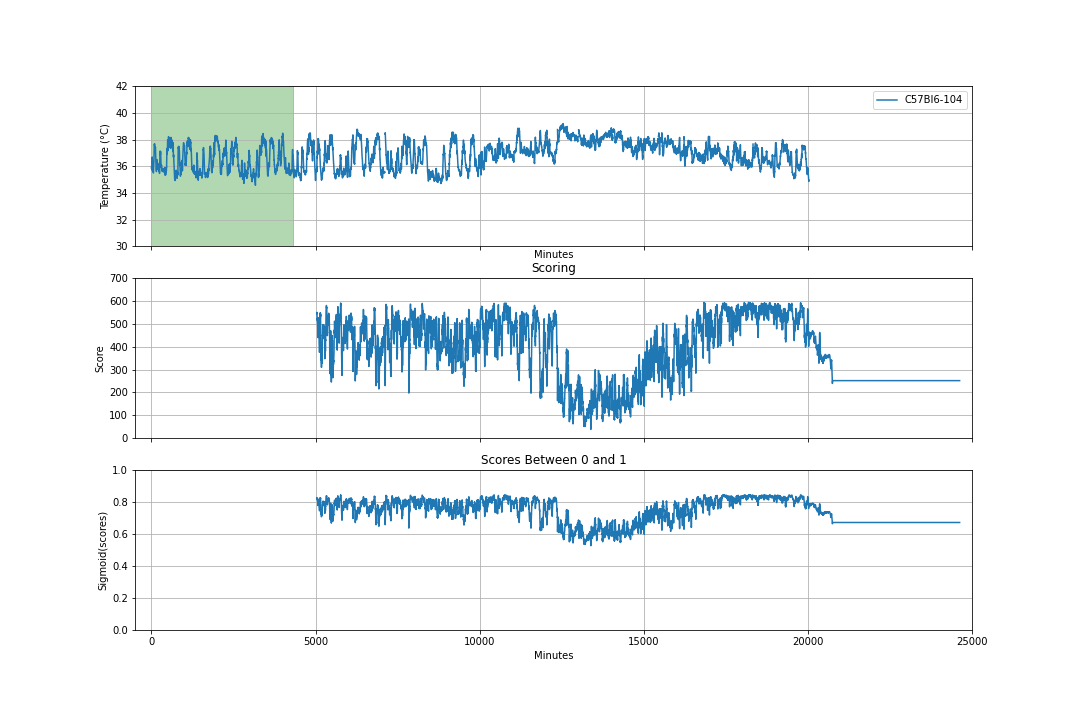 42
40
38
36
34
32
30
Temperature (°C)
C57Bl6-104
Minutes
Scoring
700
600
500
400
300
200
100
0
Score
Scores Between 0 and 1
1.0
0.8
0.6
0.4
0.2
0.0
Sigmoid(scores)
0 5000 10000 15000 20000 25000
Minutes